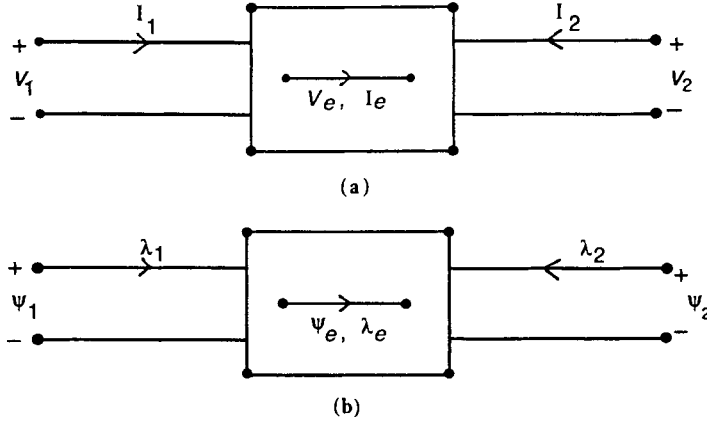 I₁ I₂
+ +
V₁ V₂
Vₑ, Iₑ
− −
(a)
λ₁ λ₂
+ +
Ψ₁ Ψ₂
Ψₑ, λₑ
− −
(b)